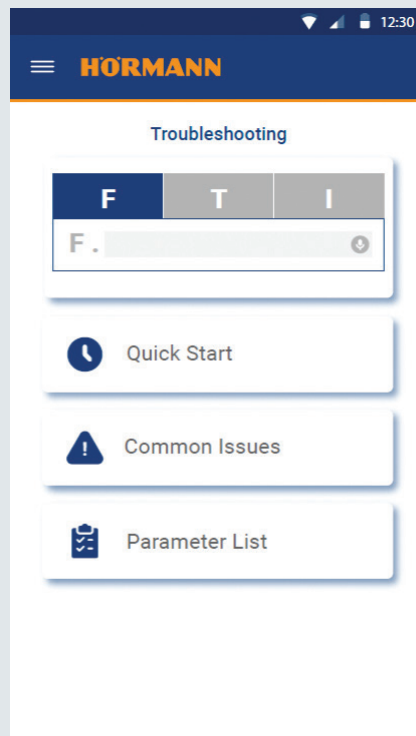 12:30
HÖRMANN
Troubleshooting
F T I
F .
Quick Start
Common Issues
Parameter List